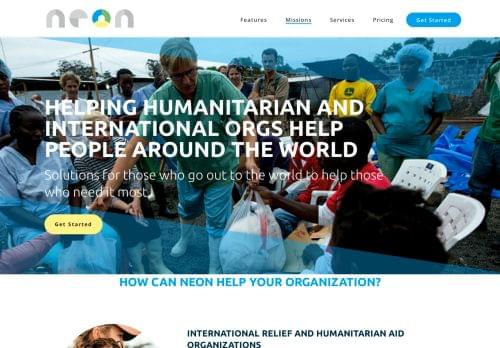 neon
Features Missions Services Pricing Get Started
HELPING HUMANITARIAN AND
INTERNATIONAL ORGS HELP
PEOPLE AROUND THE WORLD
Solutions for those who go out to the world to help those
who need it most.
Get Started
HOW CAN NEON HELP YOUR ORGANIZATION?
INTERNATIONAL RELIEF AND HUMANITARIAN AID
ORGANIZATIONS